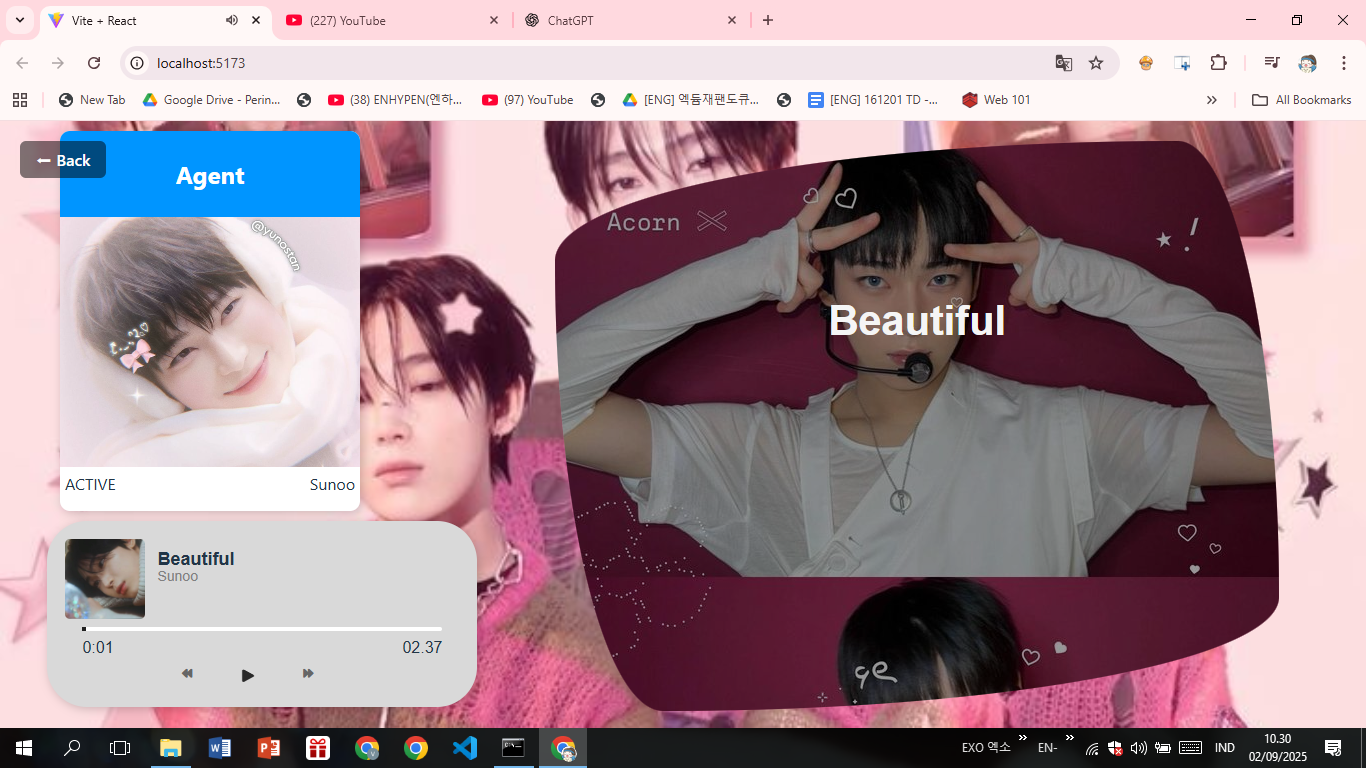 Vite + React
(227) YouTube
ChatGPT
localhost:5173
New Tab
Google Drive - Perin...
(38) ENHYPEN(엔하...
(97) YouTube
[ENG] 엑듐재팬도큐...
[ENG] 161201 TD -...
Web 101
All Bookmarks
Back
Agent
@yunostan
ACTIVE
Sunoo
Beautiful
Sunoo
0:01
02.37
Acorn
Beautiful
EXO 엑소
EN-
IND
10.30
02/09/2025